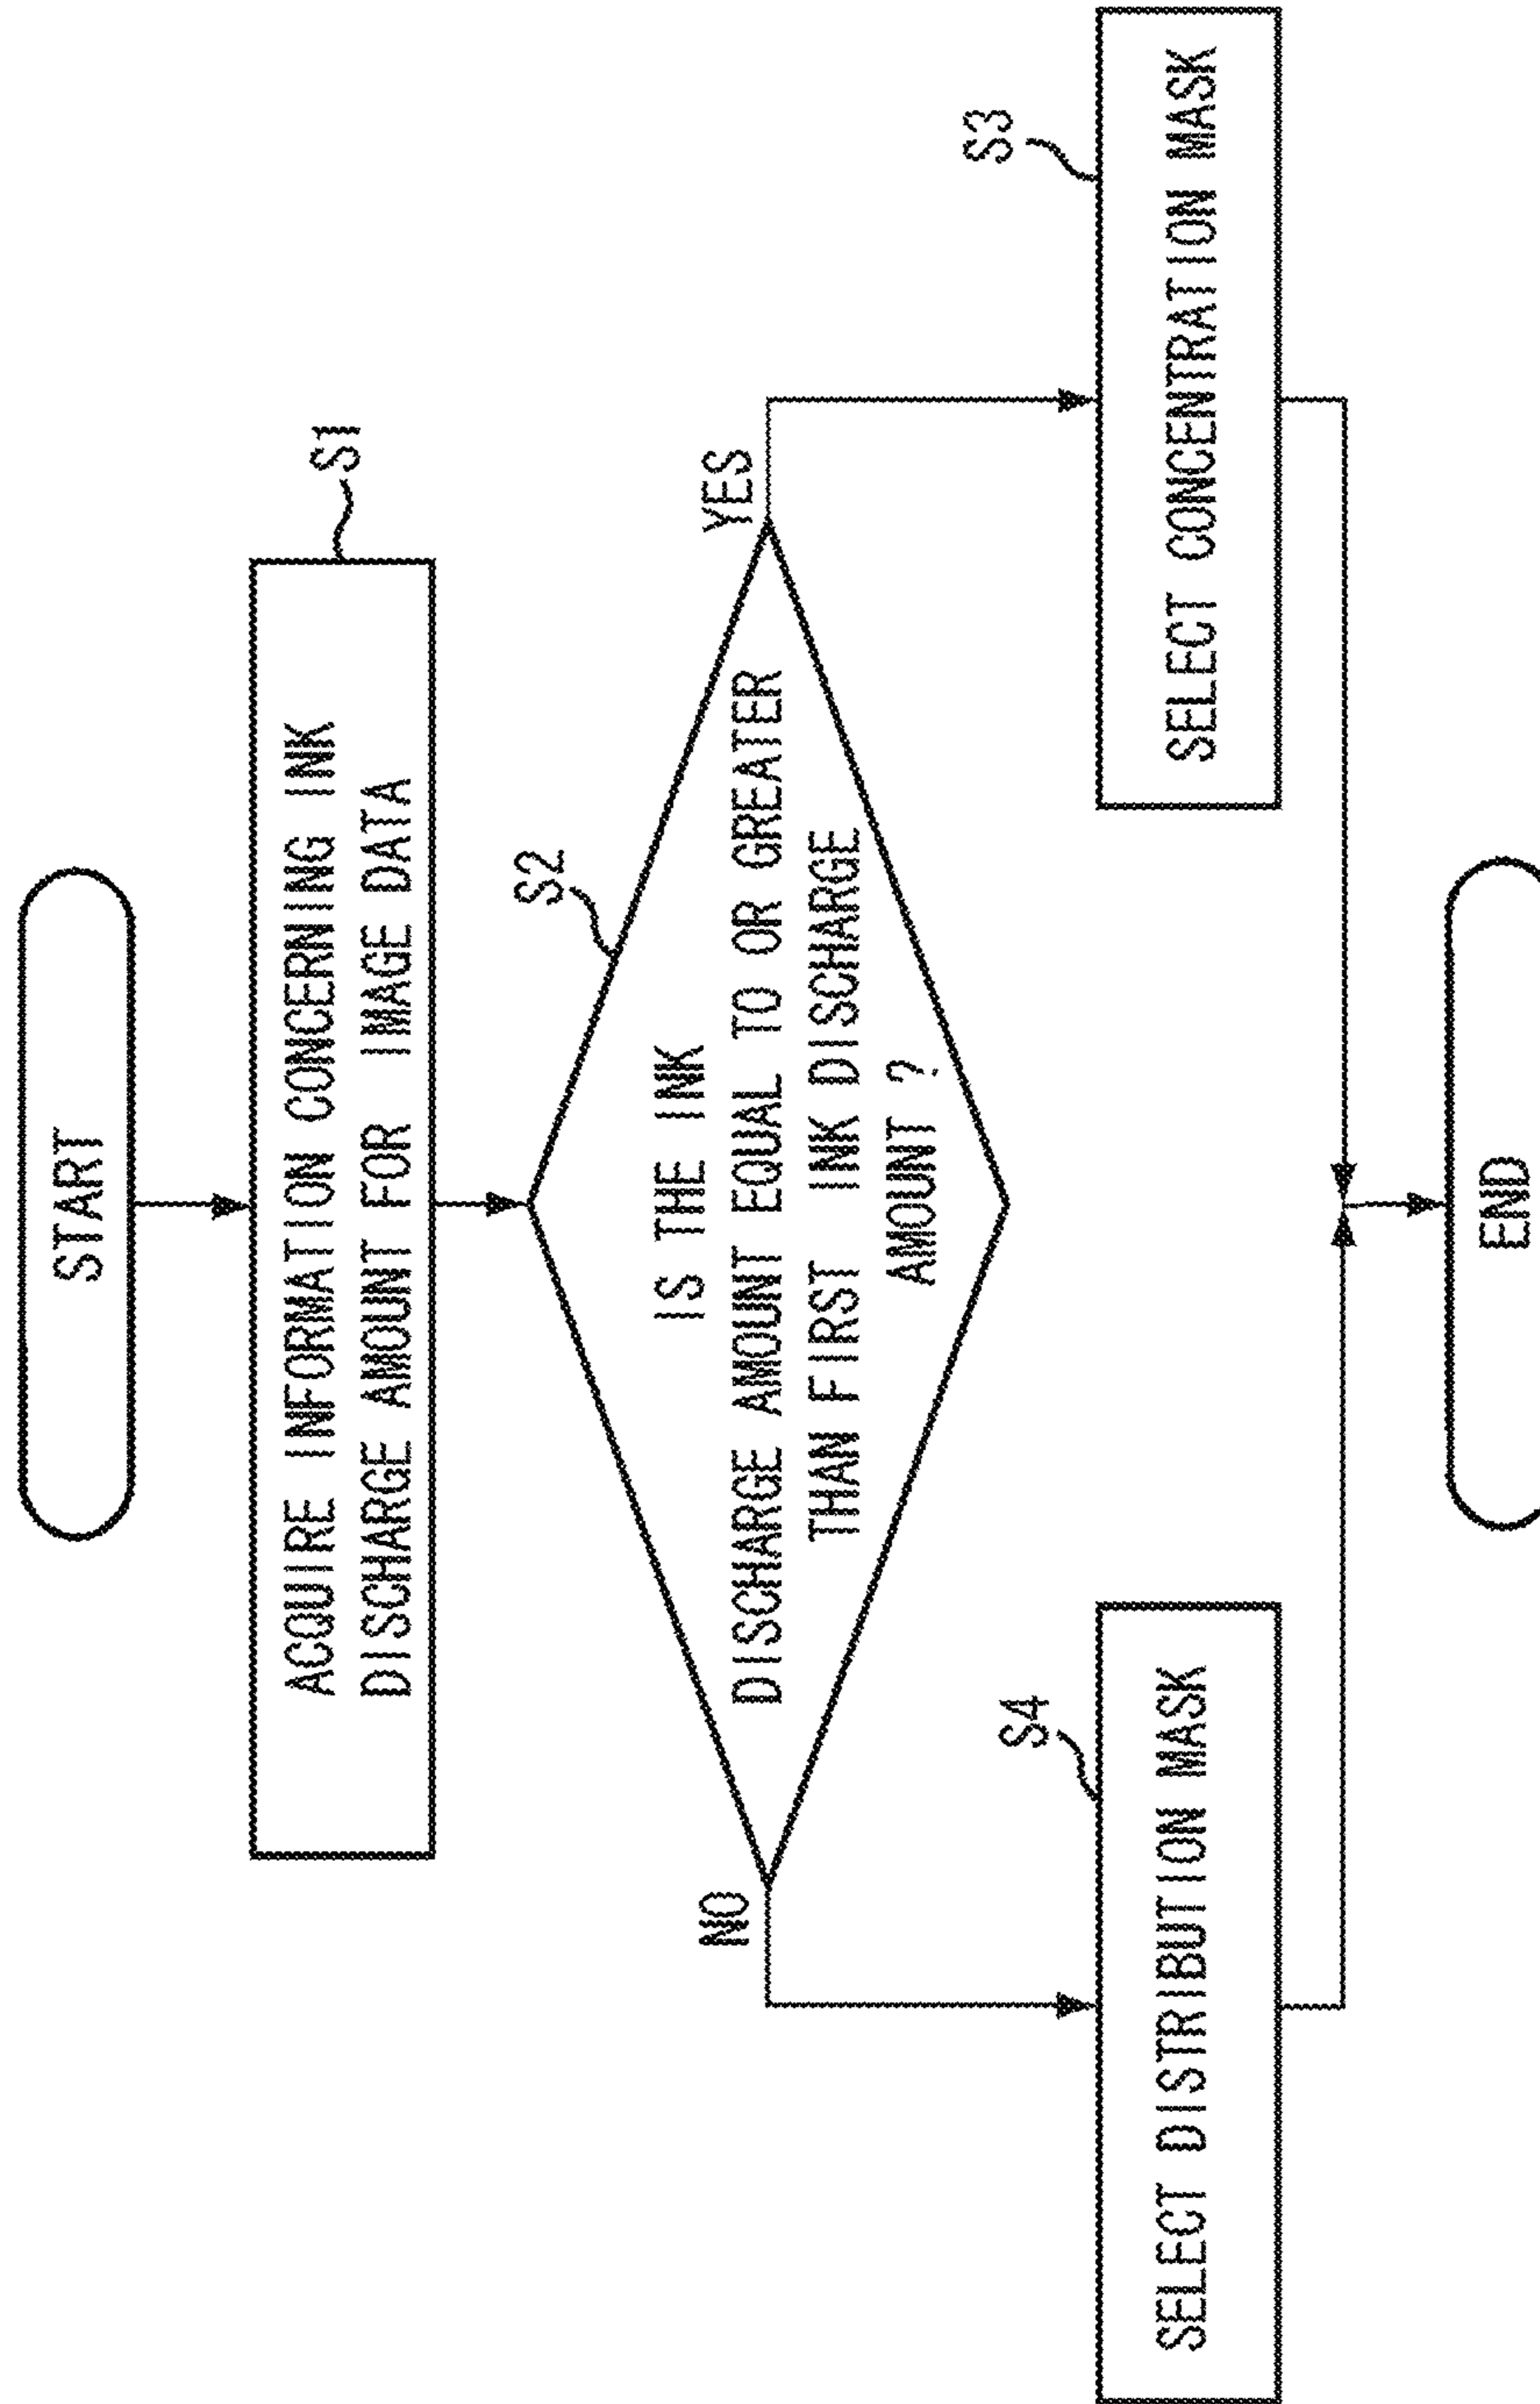 START
S1
ACQUIRE INFORMATION CONCERNING INK
DISCHARGE AMOUNT FOR IMAGE DATA
S2
IS THE INK
DISCHARGE AMOUNT EQUAL TO OR GREATER
THAN FIRST INK DISCHARGE
AMOUNT ?
NO
YES
S4
SELECT DISTRIBUTION MASK
S3
SELECT CONCENTRATION MASK
END